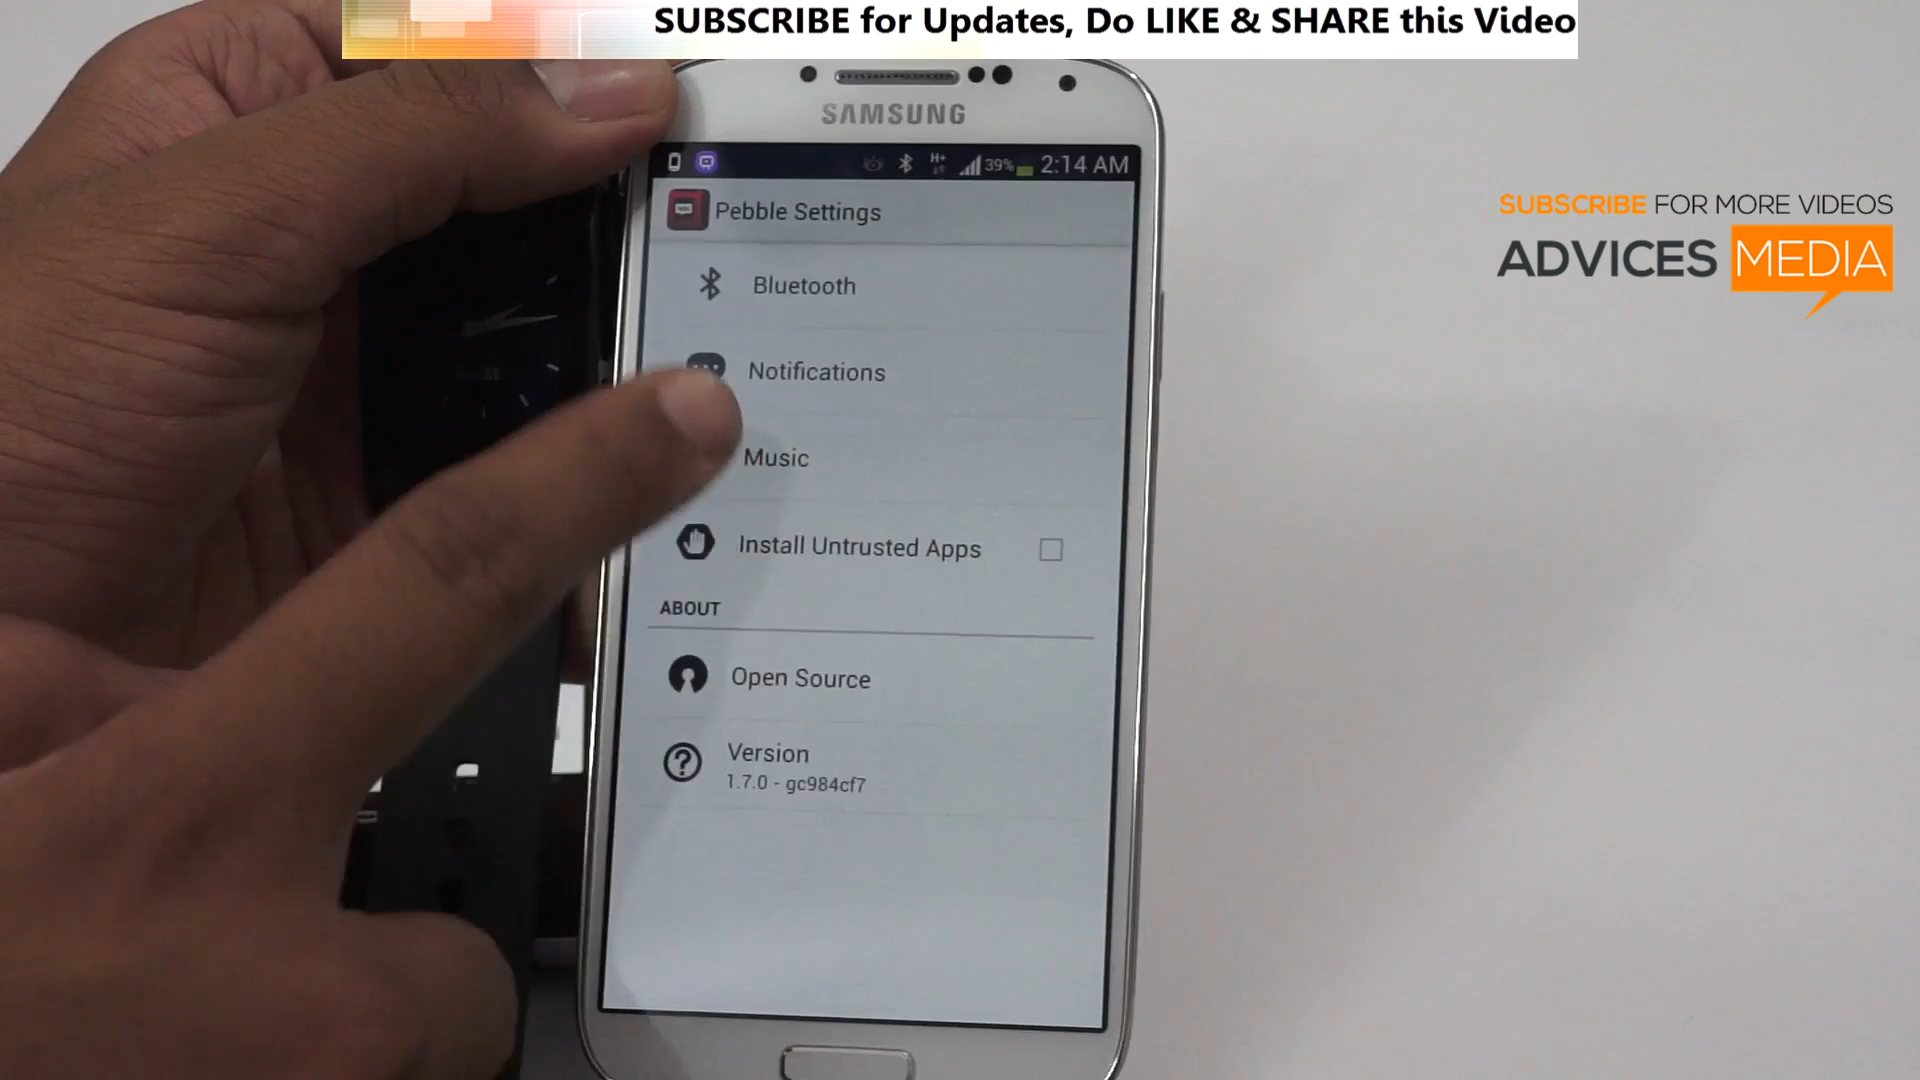 SUBSCRIBE for Updates, Do LIKE & SHARE this Video
SAMSUNG
H+ 39% 2:14 AM
Pebble Settings
SUBSCRIBE FOR MORE VIDEOS
ADVICES MEDIA
Bluetooth
Notifications
Music
Install Untrusted Apps
ABOUT
Open Source
Version
1.7.0 - gc984cf7